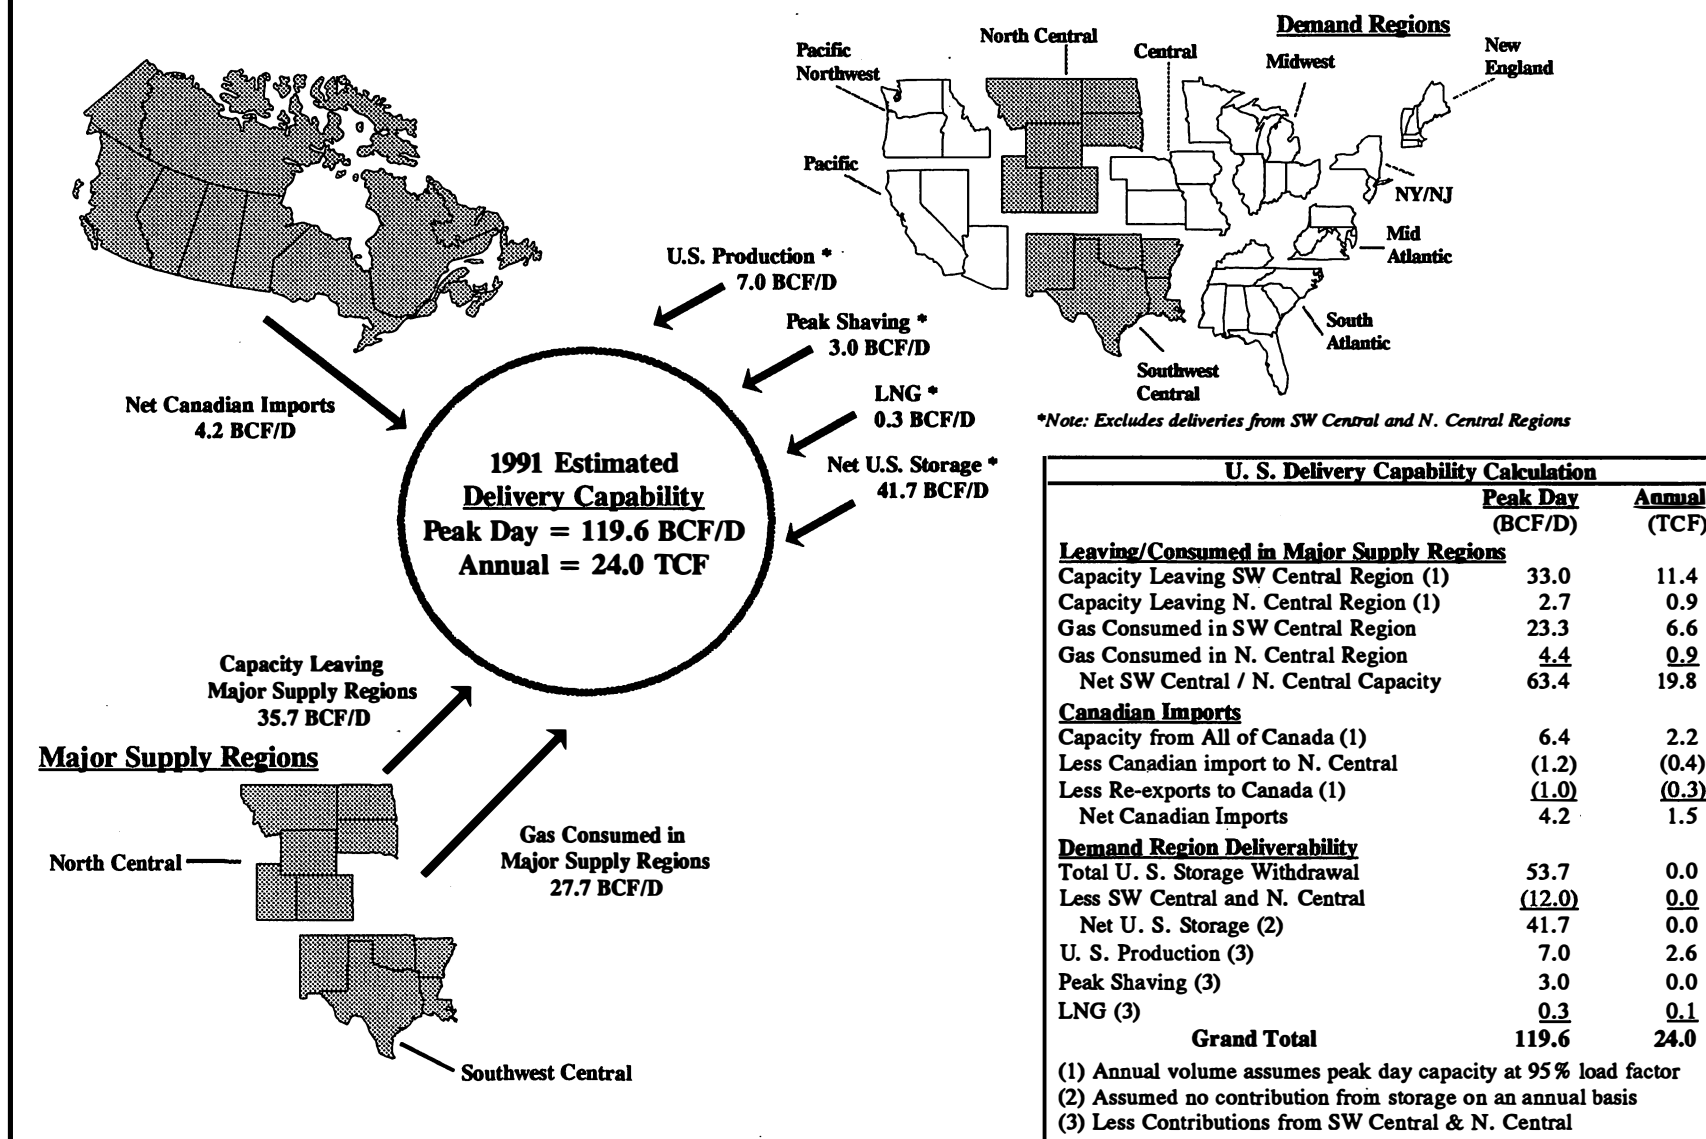 Demand Regions
North Central
Central
Midwest
New
England
Pacific
Northwest
Pacific
NY/NJ
Mid
Atlantic
South
Atlantic
Southwest
Central
*Note: Excludes deliveries from SW Central and N. Central Regions
U.S. Production *
7.0 BCF/D
Peak Shaving *
3.0 BCF/D
LNG *
0.3 BCF/D
Net U.S. Storage *
41.7 BCF/D
Net Canadian Imports
4.2 BCF/D
1991 Estimated
Delivery Capability
Peak Day = 119.6 BCF/D
Annual = 24.0 TCF
Capacity Leaving
Major Supply Regions
35.7 BCF/D
Major Supply Regions
North Central
Gas Consumed in
Major Supply Regions
27.7 BCF/D
Southwest Central
U. S. Delivery Capability Calculation
Peak Day Annual
(BCF/D) (TCF)
Leaving/Consumed in Major Supply Regions
Capacity Leaving SW Central Region (1) 33.0 11.4
Capacity Leaving N. Central Region (1) 2.7 0.9
Gas Consumed in SW Central Region 23.3 6.6
Gas Consumed in N. Central Region 4.4 0.9
Net SW Central / N. Central Capacity 63.4 19.8
Canadian Imports
Capacity from All of Canada (1) 6.4 2.2
Less Canadian import to N. Central (1.2) (0.4)
Less Re-exports to Canada (1) (1.0) (0.3)
Net Canadian Imports 4.2 1.5
Demand Region Deliverability
Total U. S. Storage Withdrawal 53.7 0.0
Less SW Central and N. Central (12.0) 0.0
Net U. S. Storage (2) 41.7 0.0
U. S. Production (3) 7.0 2.6
Peak Shaving (3) 3.0 0.0
LNG (3) 0.3 0.1
Grand Total 119.6 24.0
(1) Annual volume assumes peak day capacity at 95% load factor
(2) Assumed no contribution from storage on an annual basis
(3) Less Contributions from SW Central & N. Central